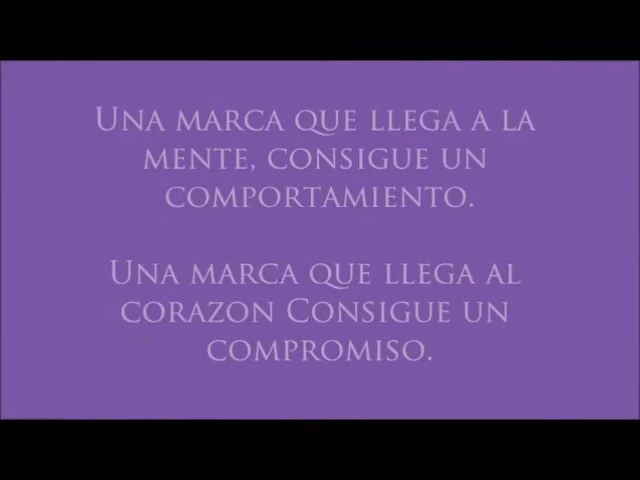 Una marca que llega a la
mente, consigue un
comportamiento.
Una marca que llega al
corazon Consigue un
compromiso.